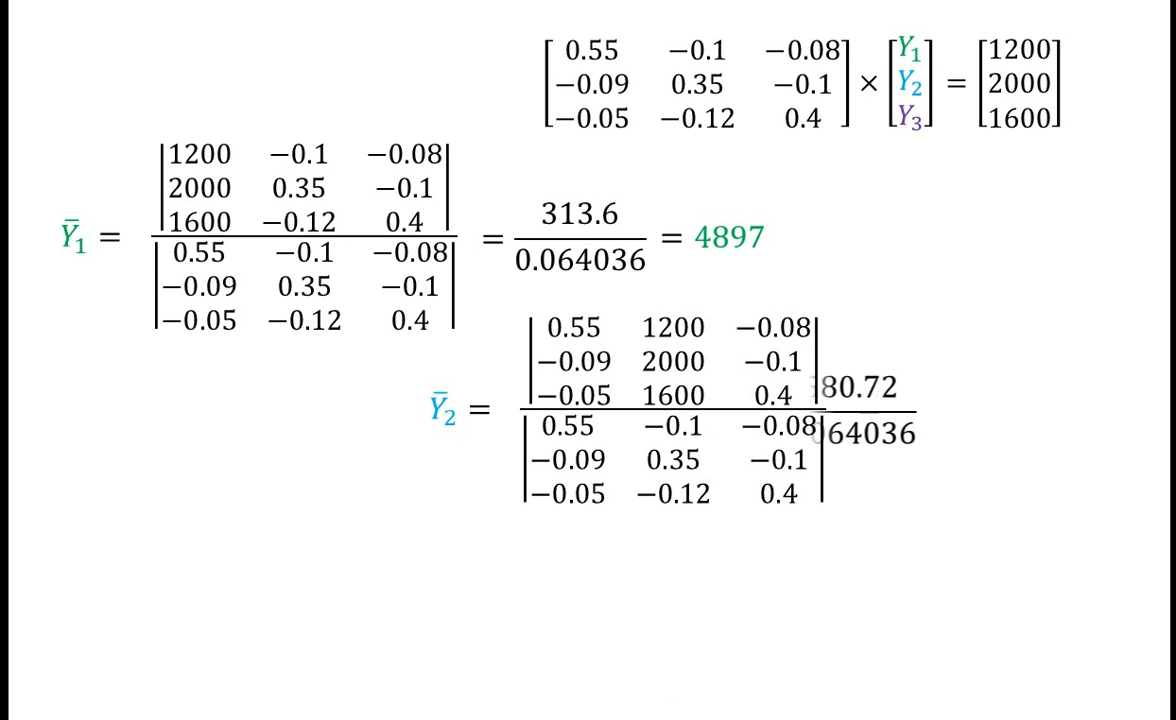 [0.55 −0.1 −0.08] [Y₁] [1200]
[−0.09 0.35 −0.1] × [Y₂] = [2000]
[−0.05 −0.12 0.4] [Y₃] [1600]
|1200 −0.1 −0.08|
|2000 0.35 −0.1|
|1600 −0.12 0.4|
Ȳ₁ = = 313.6 / 0.064036 = 4897
|0.55 −0.1 −0.08|
|−0.09 0.35 −0.1|
|−0.05 −0.12 0.4|
|0.55 1200 −0.08|
|−0.09 2000 −0.1|
|−0.05 1600 0.4|
Ȳ₂ =
80.72
64036
|0.55 −0.1 −0.08|
|−0.09 0.35 −0.1|
|−0.05 −0.12 0.4|